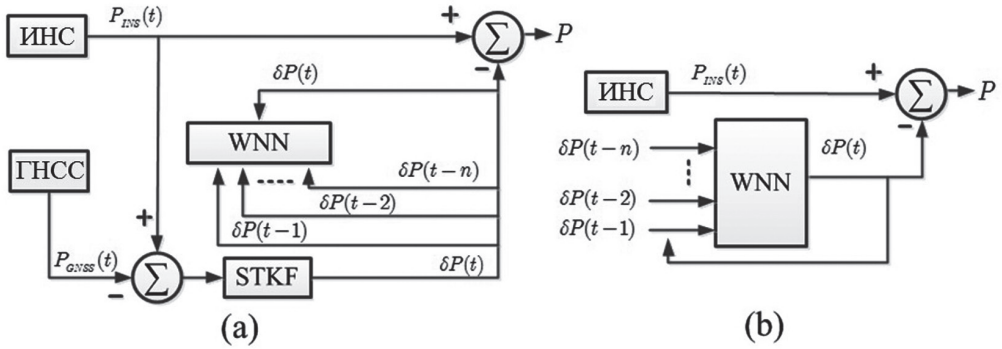 ИНС
P_INS(t)
+
∑
P
−
δP(t)
WNN
ГНСС
δP(t−n)
δP(t−2)
δP(t−1)
+
P_GNSS(t)
−
∑
STKF
δP(t)
(a)
ИНС
P_INS(t)
+
∑
P
−
δP(t−n)
δP(t)
WNN
δP(t−2)
δP(t−1)
(b)